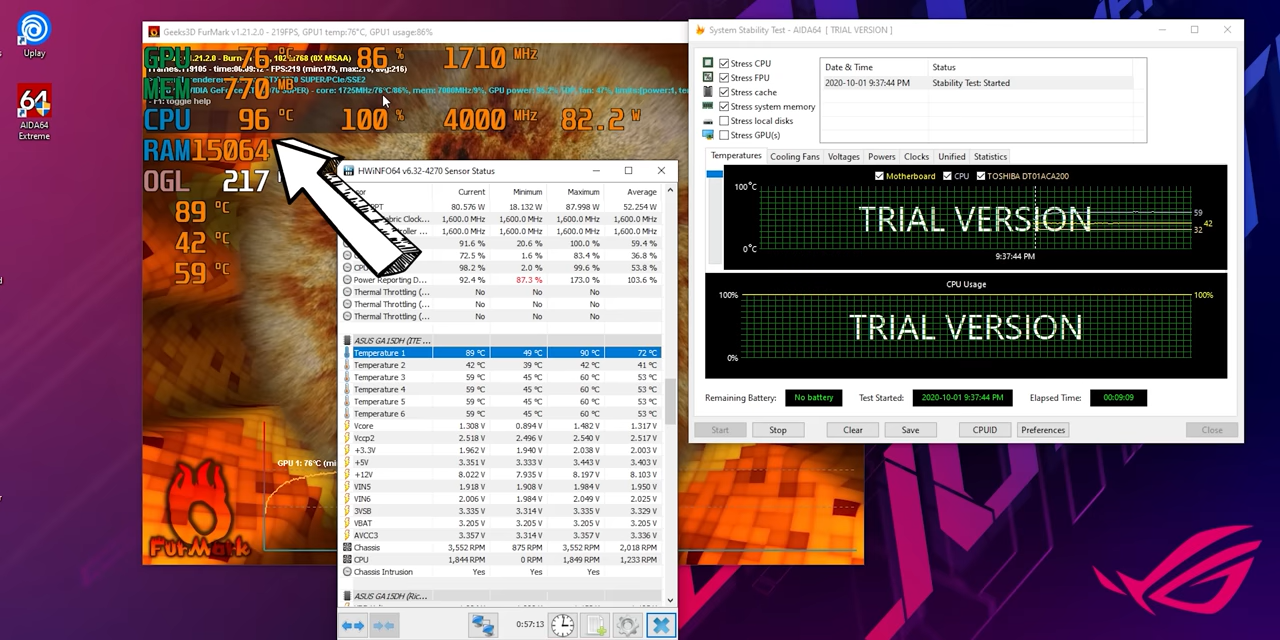 Uplay
64
AIDA64
Extreme
Geeks3D FurMark v1.21.2.0 - 219FPS, GPU1 temp:76°C, GPU1 usage:86%
GPU 76 °C 86 % 1710 MHz
MEM 770 MB
CPU 96 °C 100 % 4000 MHz 82.2 W
RAM 15064
OGL 217
89 °C
42 °C
59 °C
F1: toggle help
GPU 1: 76°C (mi
FurMark
HWiNFO64 v6.32-4270 Sensor Status
Current Minimum Maximum Average
PPT 80.576 W 18.132 W 87.998 W 52.254 W
abric Clock... 1,600.0 MHz 1,600.0 MHz 1,600.0 MHz 1,600.0 MHz
oller ... 1,600.0 MHz 1,600.0 MHz 1,600.0 MHz 1,600.0 MHz
91.6 % 20.6 % 100.0 % 59.4 %
72.5 % 1.6 % 83.4 % 36.8 %
CPU 98.2 % 2.0 % 99.6 % 53.8 %
Power Reporting D... 92.4 % 87.3 % 173.0 % 103.6 %
Thermal Throttling (... No No No
Thermal Throttling (... No No No
Thermal Throttling (... No No No
ASUS GA15DH (ITE ...
Temperature 1 89 °C 49 °C 90 °C 72 °C
Temperature 2 42 °C 39 °C 42 °C 41 °C
Temperature 3 59 °C 45 °C 60 °C 53 °C
Temperature 4 59 °C 45 °C 60 °C 53 °C
Temperature 5 59 °C 45 °C 60 °C 53 °C
Temperature 6 59 °C 45 °C 60 °C 53 °C
Vcore 1.308 V 0.894 V 1.482 V 1.317 V
Vccp2 2.518 V 2.496 V 2.540 V 2.517 V
+3.3V 1.962 V 1.940 V 2.038 V 2.003 V
+5V 3.351 V 3.333 V 3.443 V 3.403 V
+12V 8.022 V 7.935 V 8.197 V 8.103 V
VIN5 1.918 V 1.908 V 1.984 V 1.950 V
VIN6 2.006 V 1.984 V 2.049 V 2.025 V
3VSB 3.335 V 3.314 V 3.335 V 3.329 V
VBAT 3.205 V 3.205 V 3.205 V 3.205 V
AVCC3 3.357 V 3.314 V 3.357 V 3.336 V
Chassis 3,552 RPM 875 RPM 3,552 RPM 2,018 RPM
CPU 1,844 RPM 0 RPM 1,849 RPM 1,233 RPM
Chassis Intrusion Yes Yes Yes
ASUS GA15DH (Ric...
0:57:13
System Stability Test - AIDA64 [ TRIAL VERSION ]
Stress CPU
Stress FPU
Stress cache
Stress system memory
Stress local disks
Stress GPU(s)
Date & Time Status
2020-10-01 9:37:44 PM Stability Test: Started
Temperatures Cooling Fans Voltages Powers Clocks Unified Statistics
Motherboard CPU TOSHIBA DT01ACA200
100°C
TRIAL VERSION
59
42
32
0°C
9:37:44 PM
CPU Usage
100% 100%
TRIAL VERSION
0%
Remaining Battery: No battery Test Started: 2020-10-01 9:37:44 PM Elapsed Time: 00:09:09
Start Stop Clear Save CPUID Preferences Close